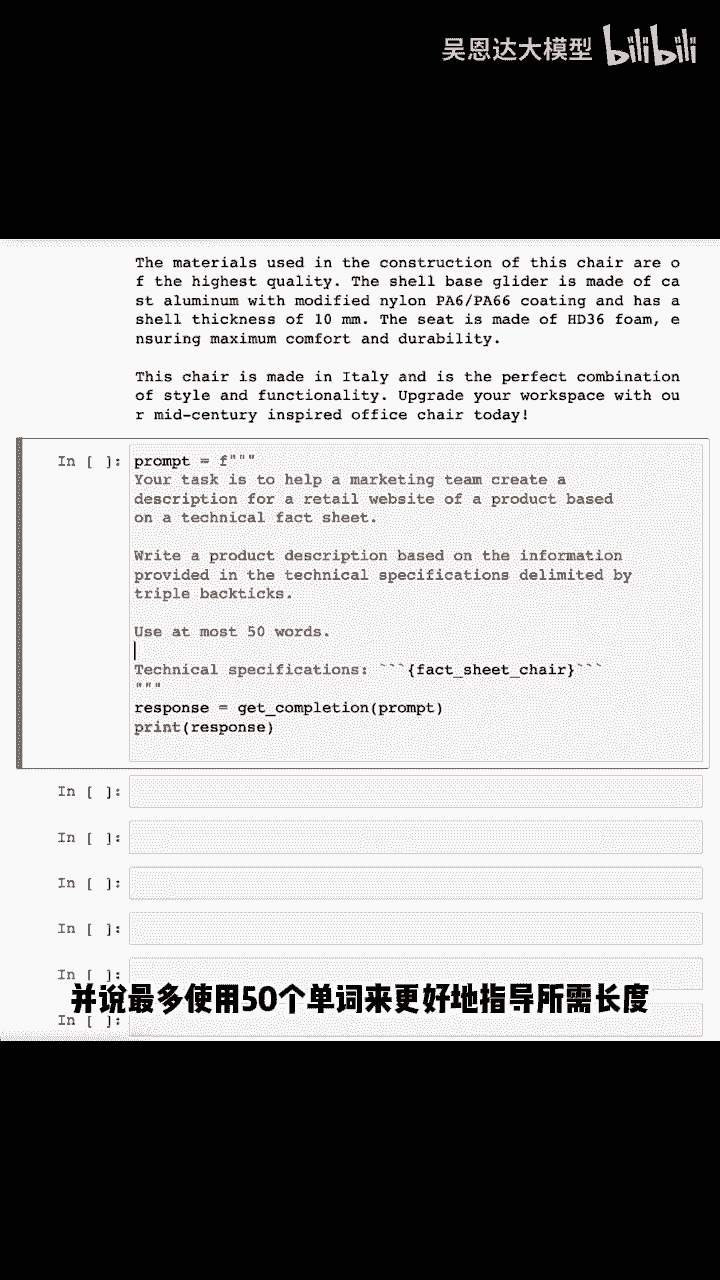 吴恩达大模型 bilibili
The materials used in the construction of this chair are o
f the highest quality. The shell base glider is made of ca
st aluminum with modified nylon PA6/PA66 coating and has a
shell thickness of 10 mm. The seat is made of HD36 foam, e
nsuring maximum comfort and durability.
This chair is made in Italy and is the perfect combination
of style and functionality. Upgrade your workspace with ou
r mid-century inspired office chair today!
In [ ]: prompt = f"""
Your task is to help a marketing team create a
description for a retail website of a product based
on a technical fact sheet.
Write a product description based on the information
provided in the technical specifications delimited by
triple backticks.
Use at most 50 words.
Technical specifications: ```{fact_sheet_chair}```
"""
response = get_completion(prompt)
print(response)
In [ ]:
In [ ]:
In [ ]:
In [ ]:
In [ ]:
并说最多使用50个单词来更好地指导所需长度
In [ ]: